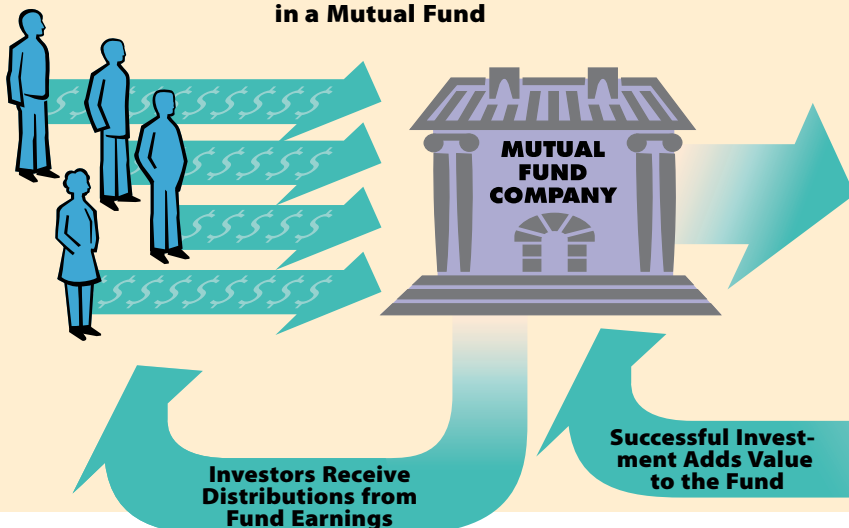 in a Mutual Fund
MUTUAL
FUND
COMPANY
Successful Invest-
ment Adds Value
to the Fund
Investors Receive
Distributions from
Fund Earnings